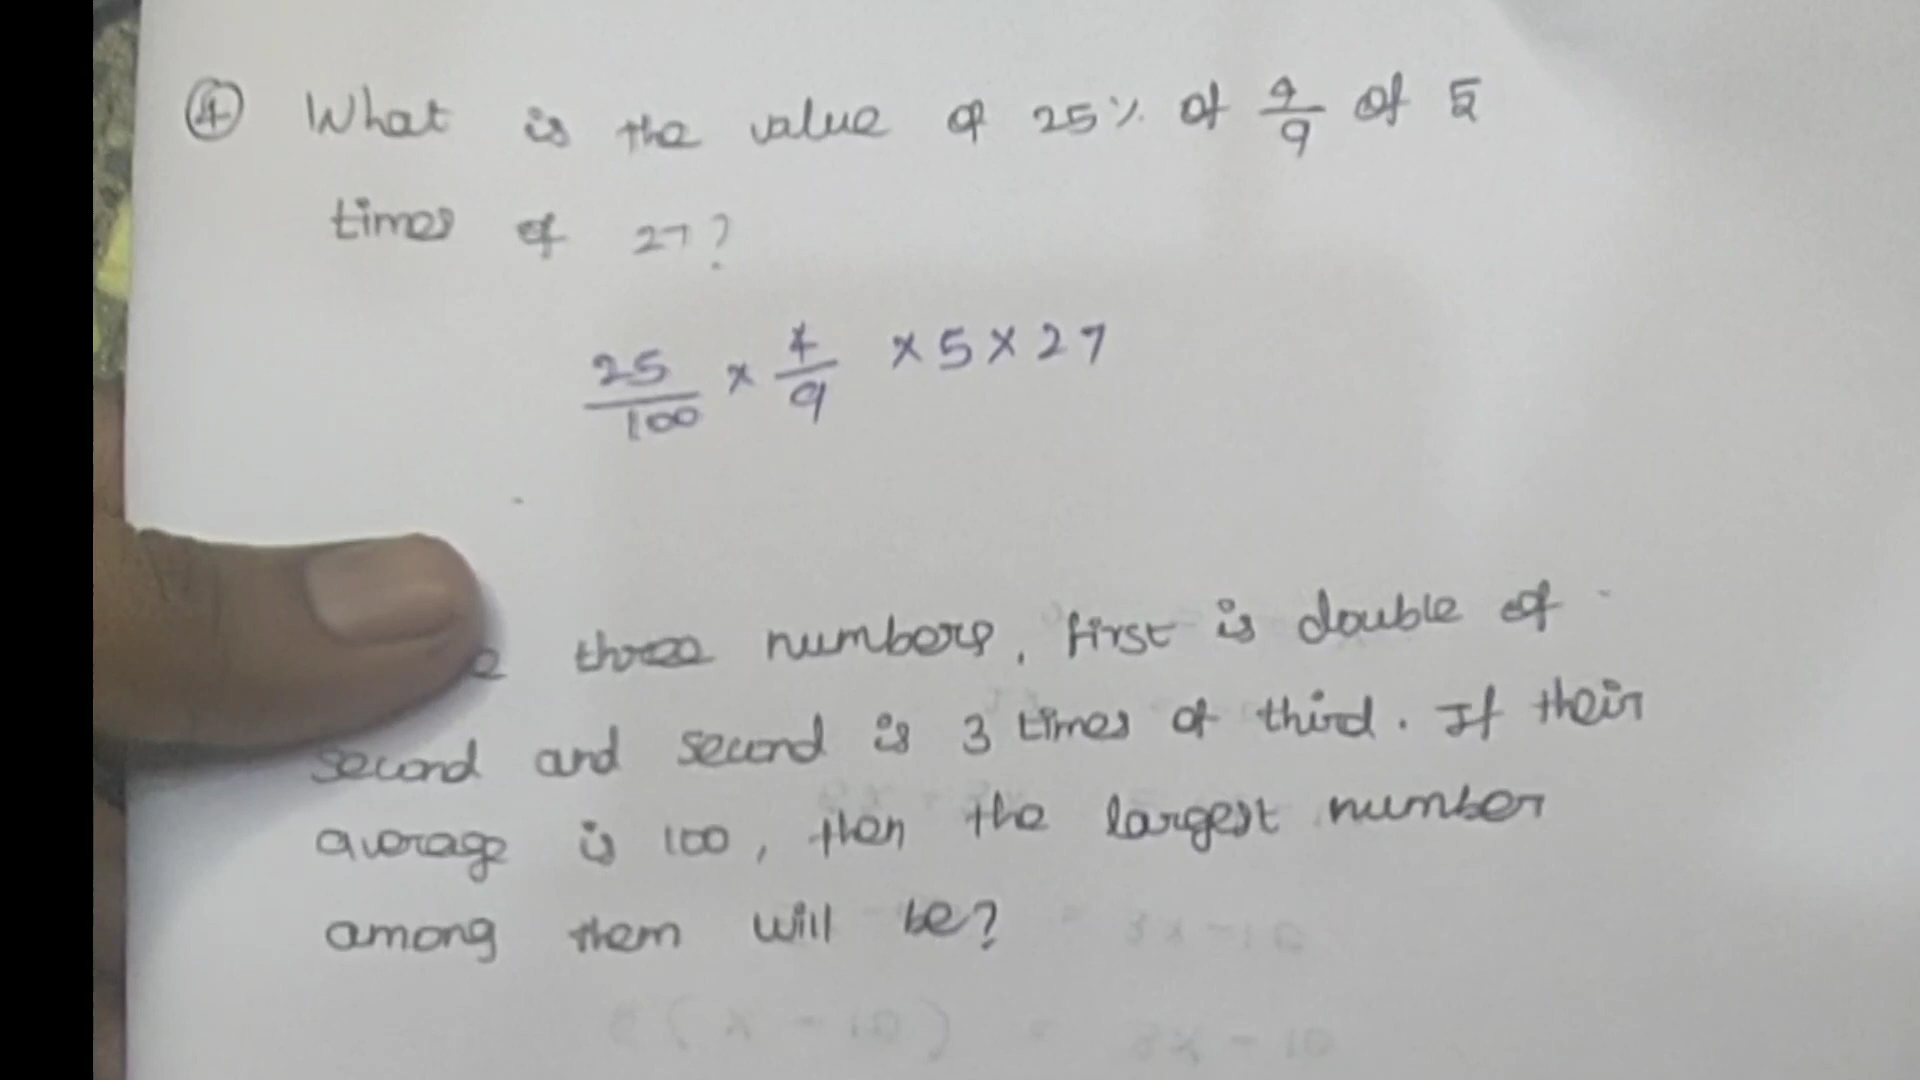 ④ What is the value of 25% of 4/9 of 5
times of 27?
25/100 × 4/9 × 5 × 27
three numbers, first is double of
second and second is 3 times of third. If their
average is 100, then the largest number
among them will be?